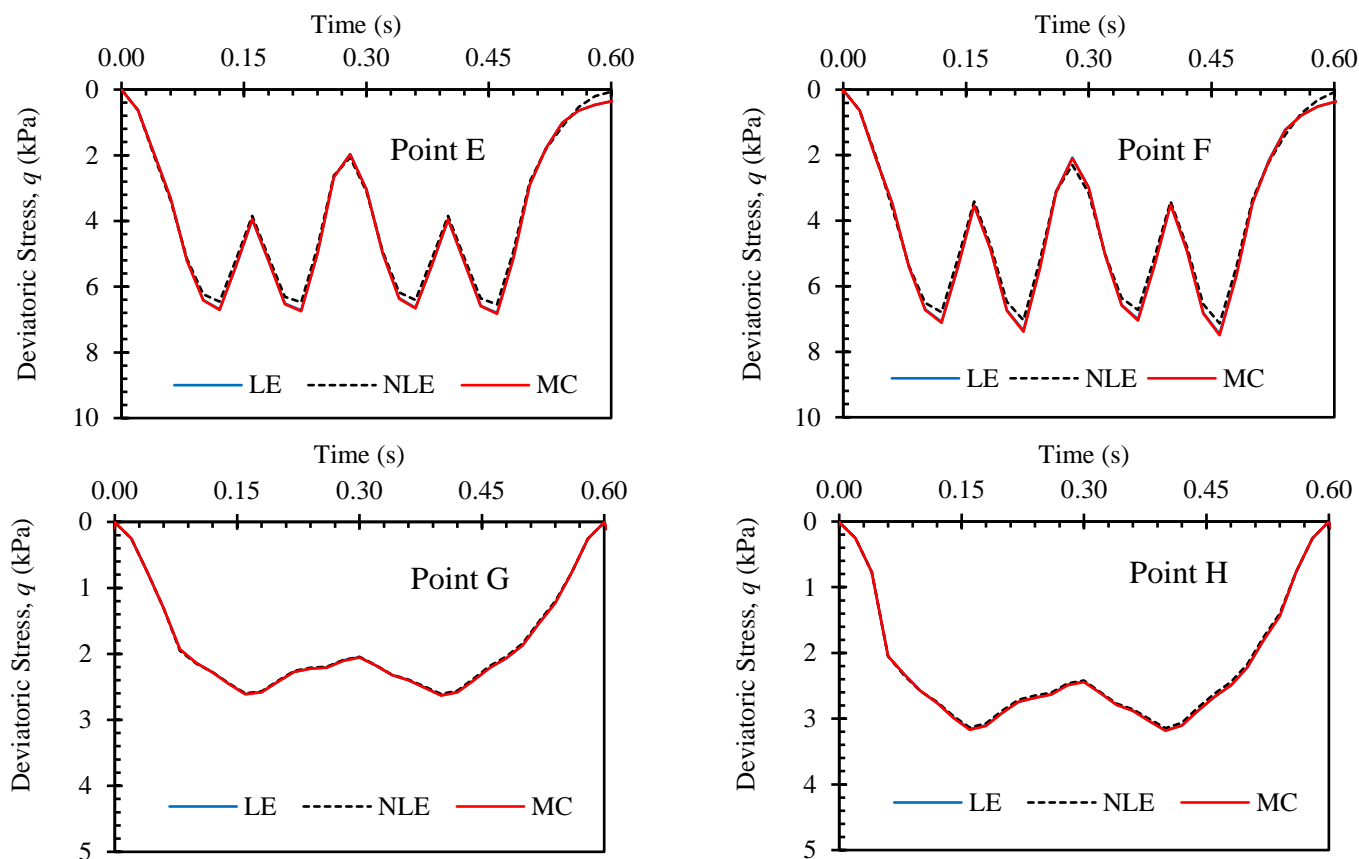 Time (s)
0.00 0.15 0.30 0.45 0.60
0
2
4
6
8
10
Deviatoric Stress, q (kPa)
Point E
LE NLE MC
Time (s)
0.00 0.15 0.30 0.45 0.60
0
2
4
6
8
10
Deviatoric Stress, q (kPa)
Point F
LE NLE MC
Time (s)
0.00 0.15 0.30 0.45 0.60
0
1
2
3
4
5
Deviatoric Stress, q (kPa)
Point G
LE NLE MC
Time (s)
0.00 0.15 0.30 0.45 0.60
0
1
2
3
4
5
Deviatoric Stress, q (kPa)
Point H
LE NLE MC